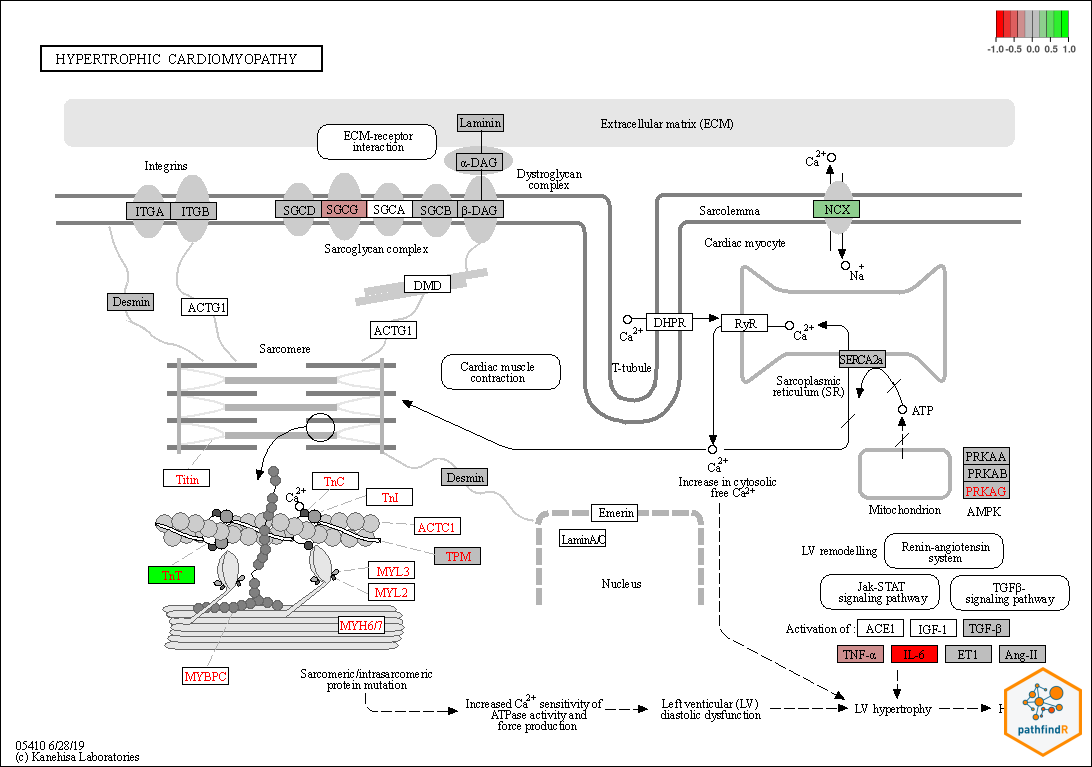 -1.0 -0.5 0.0 0.5 1.0
HYPERTROPHIC CARDIOMYOPATHY
Extracellular matrix (ECM)
Laminin
ECM-receptor
interaction
α-DAG
Integrins
Dystroglycan
complex
Ca2+
ITGA
ITGB
SGCD
SGCG
SGCA
SGCB
β-DAG
Sarcolemma
NCX
Sarcoglycan complex
Cardiac myocyte
Na+
DMD
Desmin
ACTG1
ACTG1
DHPR
RyR
Ca2+
Ca2+
Sarcomere
SERCA2a
Cardiac muscle
contraction
T-tubule
Sarcoplasmic
reticulum (SR)
ATP
Titin
TnC
Ca2+
TnI
Desmin
Ca2+
Increase in cytosolic
free Ca2+
PRKAA
PRKAB
PRKAG
AMPK
Mitochondrion
ACTC1
Emerin
LaminA/C
TPM
TnT
MYL3
MYL2
Nucleus
LV remodelling
Renin-angiotensin
system
Jak-STAT
signaling pathway
TGFβ-
signaling pathway
MYH6/7
Activation of :
ACE1
IGF-1
TGF-β
TNF-α
IL-6
ET1
Ang-II
MYBPC
Sarcomeric/intrasarcomeric
protein mutation
Increased Ca2+ sensitivity of
ATPase activity and
force production
Left venticular (LV)
diastolic dysfunction
LV hypertrophy
H
pathfindR
05410 6/28/19
(c) Kanehisa Laboratories